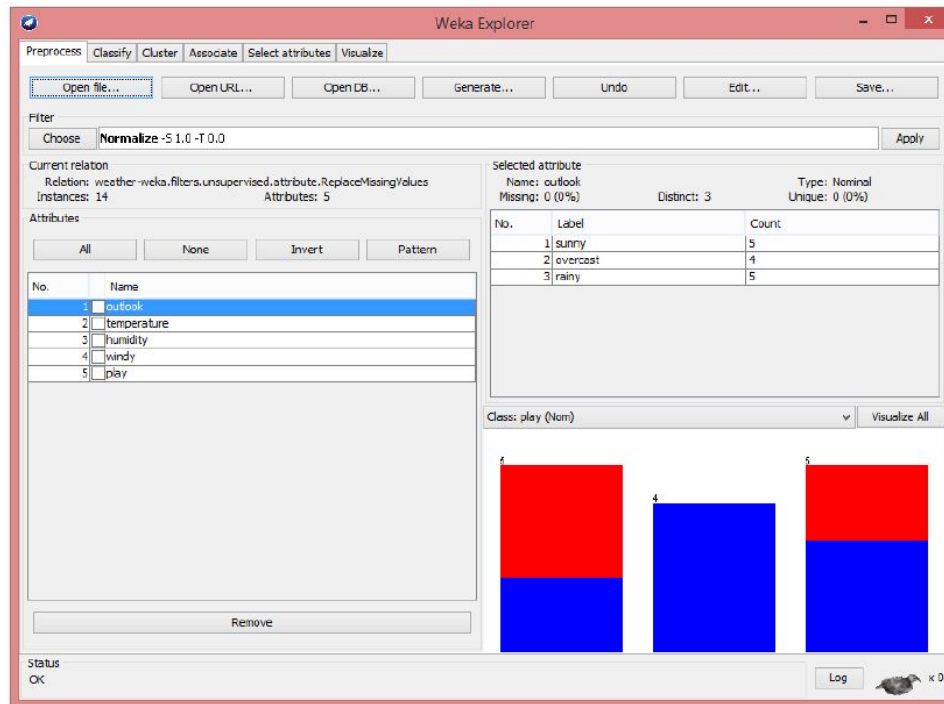 Weka Explorer
Preprocess Classify Cluster Associate Select attributes Visualize
Open file... Open URL... Open DB... Generate... Undo Edit... Save...
Filter
Choose Normalize -S 1.0 -T 0.0 Apply
Current relation
Relation: weather-weka.filters.unsupervised.attribute.ReplaceMissingValues
Instances: 14 Attributes: 5
Attributes
All None Invert Pattern
No. Name
1 outlook
2 temperature
3 humidity
4 windy
5 play
Remove
Selected attribute
Name: outlook Type: Nominal
Missing: 0 (0%) Distinct: 3 Unique: 0 (0%)
No. Label Count
1 sunny 5
2 overcast 4
3 rainy 5
Class: play (Nom) Visualize All
5 4 5
Status
OK
Log x 0